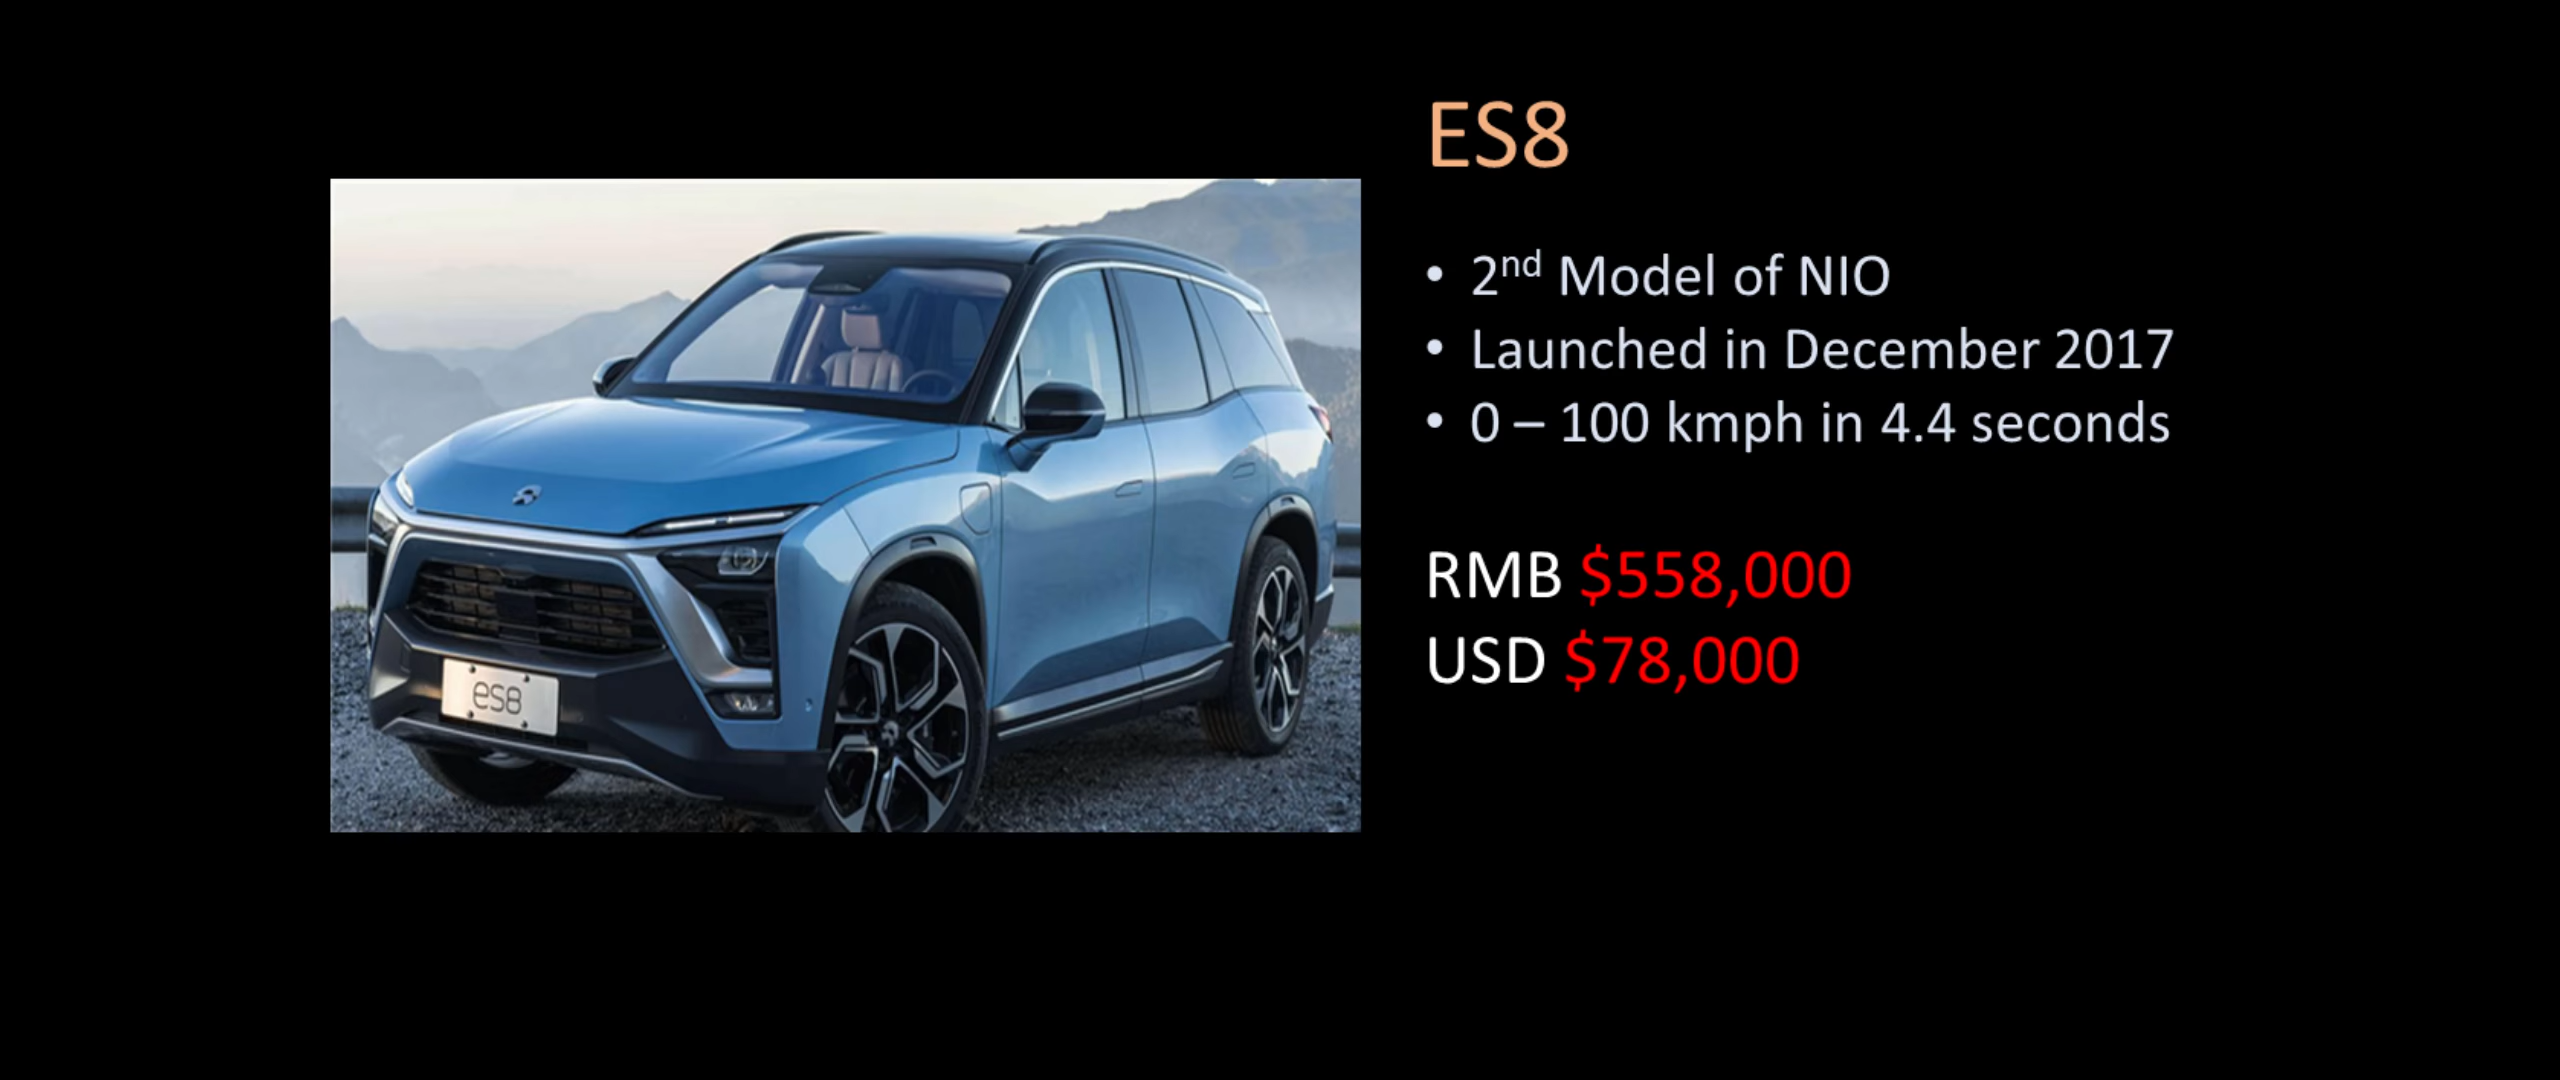 ES8
• 2nd Model of NIO
• Launched in December 2017
• 0 – 100 kmph in 4.4 seconds
RMB $558,000
USD $78,000
es8